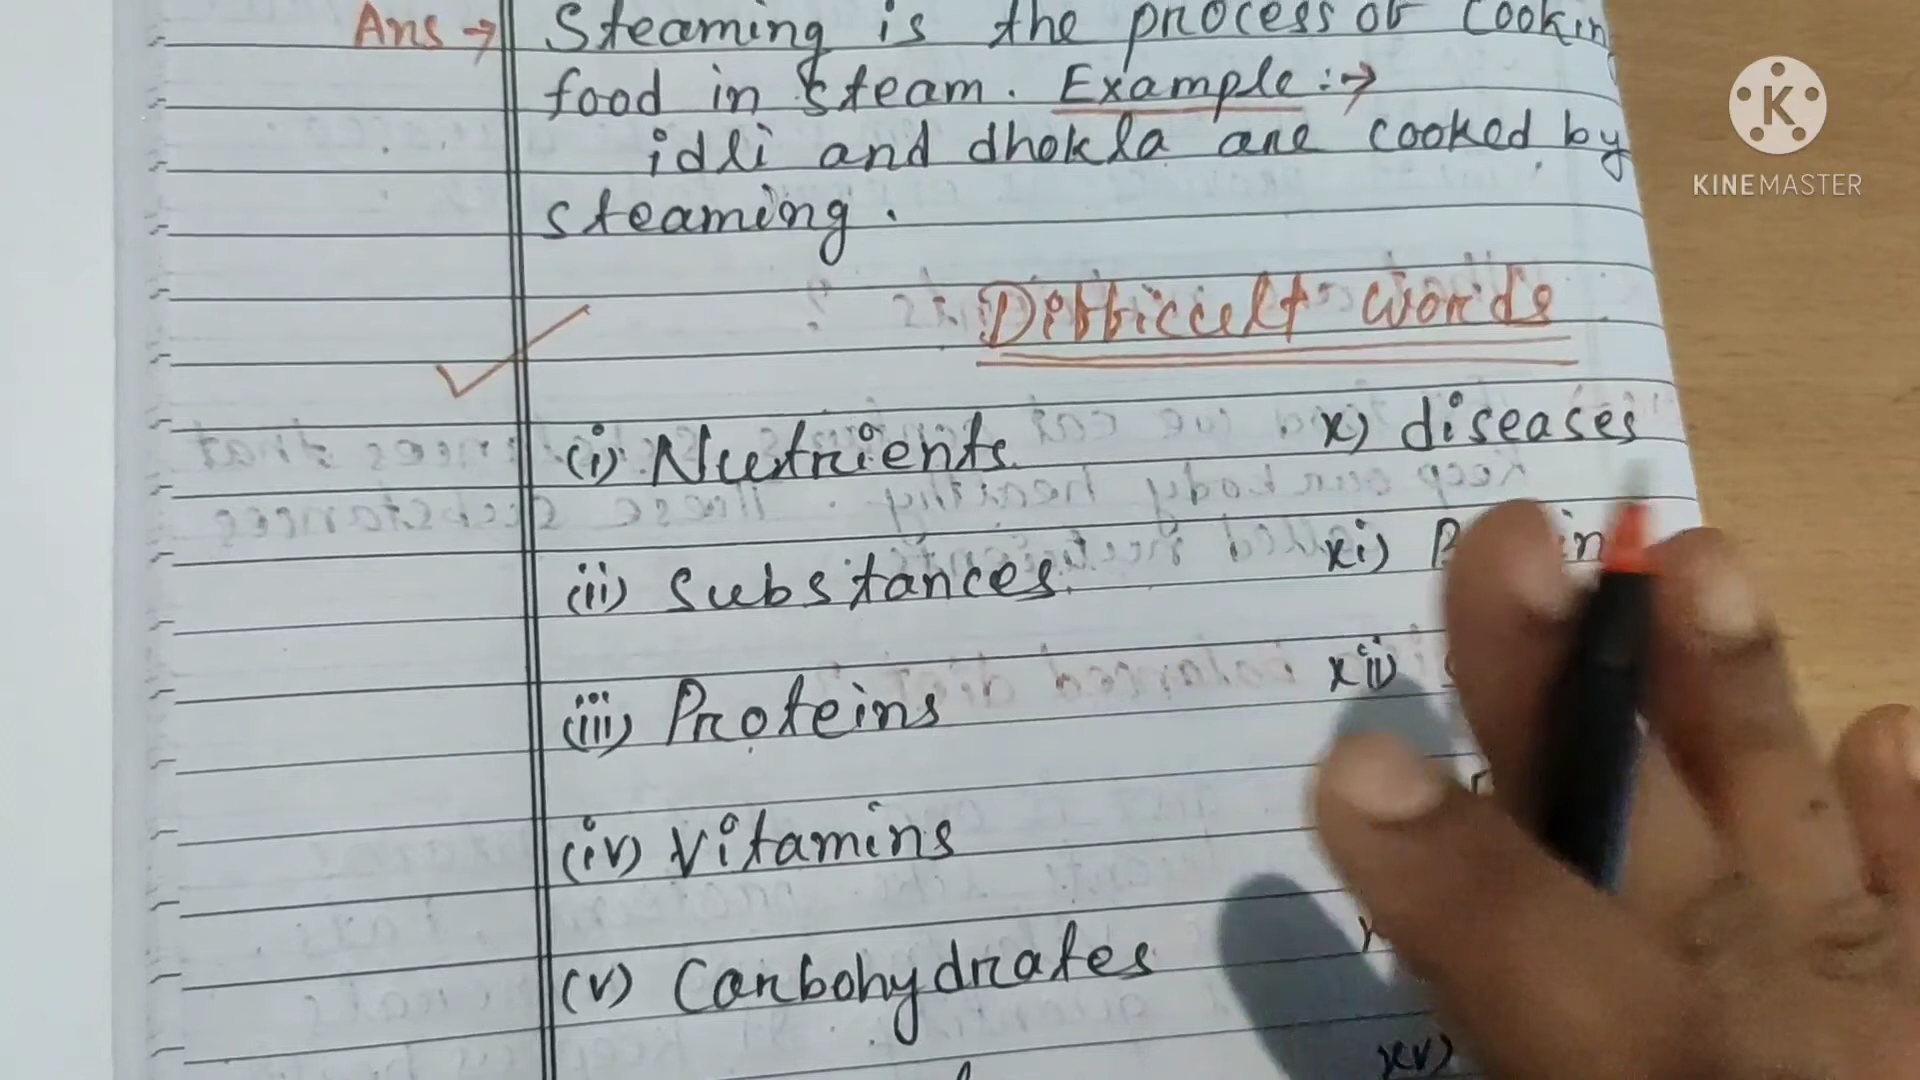 Ans → Steaming is the process of cookin
food in steam. Example :→
idli and dhokla are cooked by
steaming.
Difficult words
(i) Nutrients
(ii) Substances
(iii) Proteins
(iv) Vitamins
(v) Carbohydrates
x) diseases
xi)
xii)
xv)
KINEMASTER